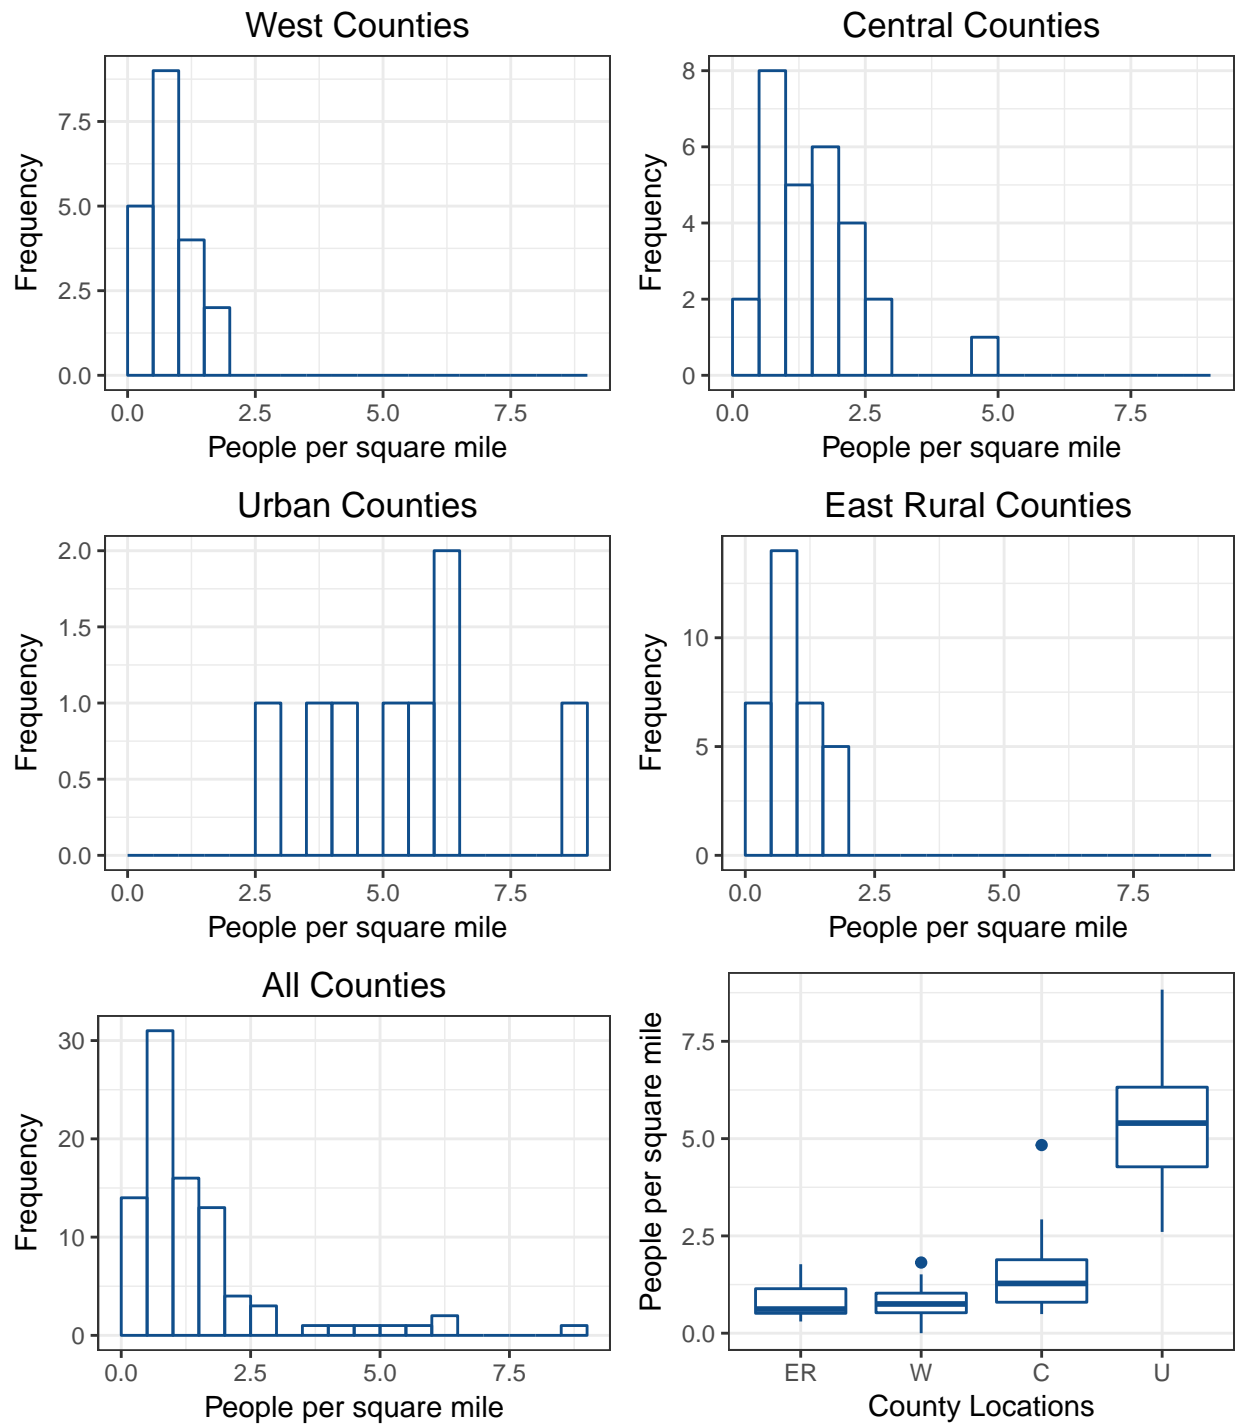 West Counties
Frequency
7.5
5.0
2.5
0.0
0.0 2.5 5.0 7.5
People per square mile
Central Counties
Frequency
8
6
4
2
0
0.0 2.5 5.0 7.5
People per square mile
Urban Counties
Frequency
2.0
1.5
1.0
0.5
0.0
0.0 2.5 5.0 7.5
People per square mile
East Rural Counties
Frequency
10
5
0
0.0 2.5 5.0 7.5
People per square mile
All Counties
Frequency
30
20
10
0
0.0 2.5 5.0 7.5
People per square mile
People per square mile
7.5
5.0
2.5
0.0
ER W C U
County Locations